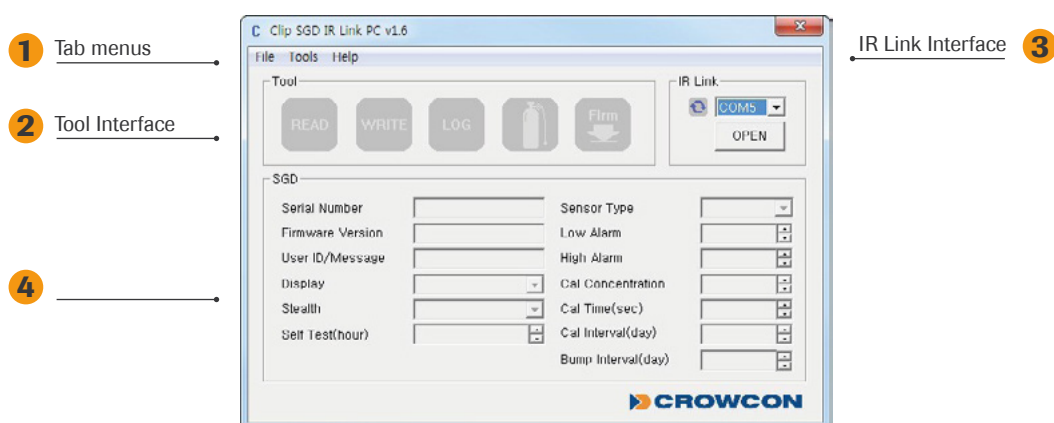 C Clip SGD IR Link PC v1.6
1 Tab menus
IR Link Interface 3
File Tools Help
Tool
IR Link
2 Tool Interface
READ WRITE LOG Firm
COM5
OPEN
SGD
Serial Number
Firmware Version
User ID/Message
4
Display
Stealth
Self Test(hour)
Sensor Type
Low Alarm
High Alarm
Cal Concentration
Cal Time(sec)
Cal Interval(day)
Bump Interval(day)
CROWCON